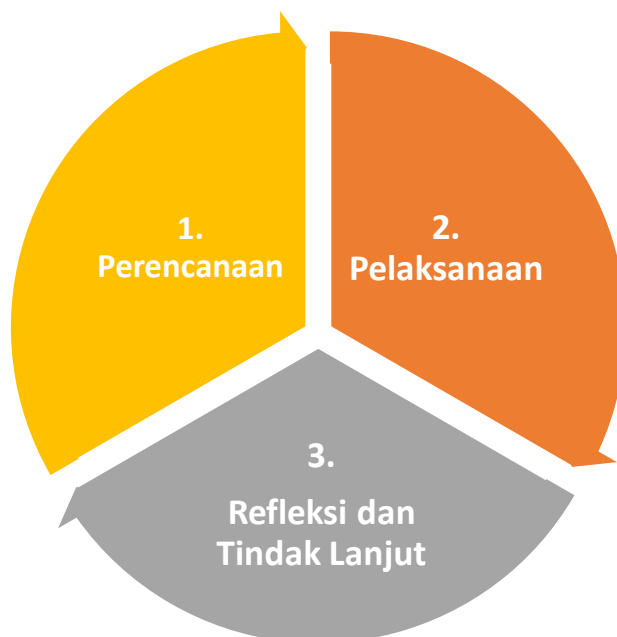 1.
Perencanaan
2.
Pelaksanaan
3.
Refleksi dan
Tindak Lanjut